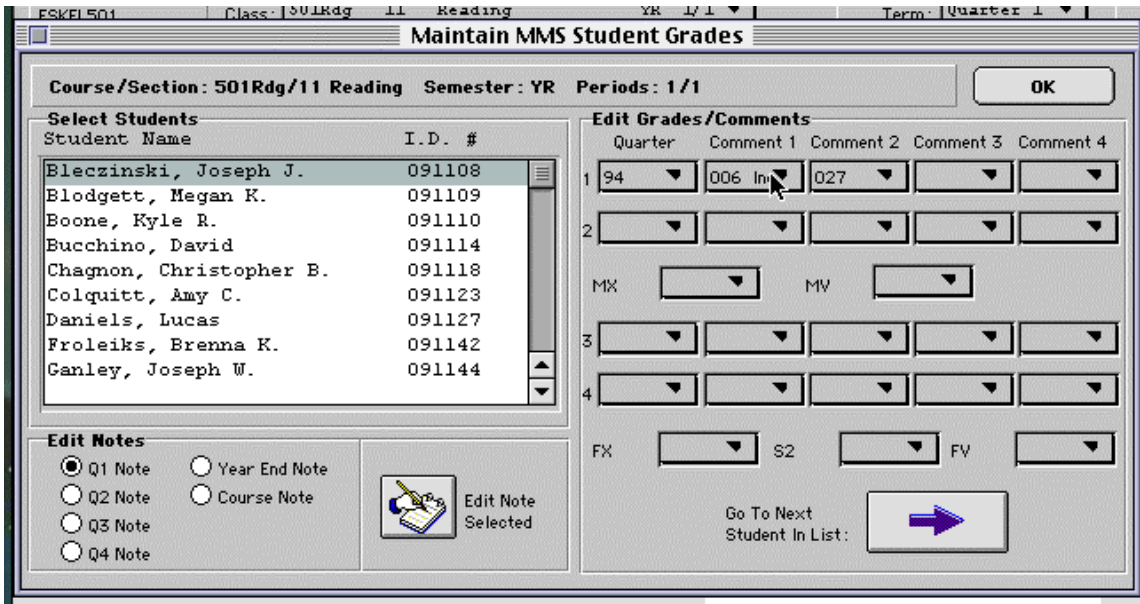 ESKEL501 Class: 501Rdg 11 Reading YR 1/1 Term: Quarter 1
Maintain MMS Student Grades
Course/Section: 501Rdg/11 Reading Semester: YR Periods: 1/1
OK
Select Students
Student Name I.D. #
Bleczinski, Joseph J. 091108
Blodgett, Megan K. 091109
Boone, Kyle R. 091110
Bucchino, David 091114
Chagnon, Christopher B. 091118
Colquitt, Amy C. 091123
Daniels, Lucas 091127
Froleiks, Brenna K. 091142
Ganley, Joseph W. 091144
Edit Grades/Comments
Quarter Comment 1 Comment 2 Comment 3 Comment 4
1 94 006 027
2
MX MV
3
4
FX S2 FV
Edit Notes
Q1 Note Year End Note
Q2 Note Course Note
Q3 Note
Q4 Note
Edit Note
Selected
Go To Next
Student In List: